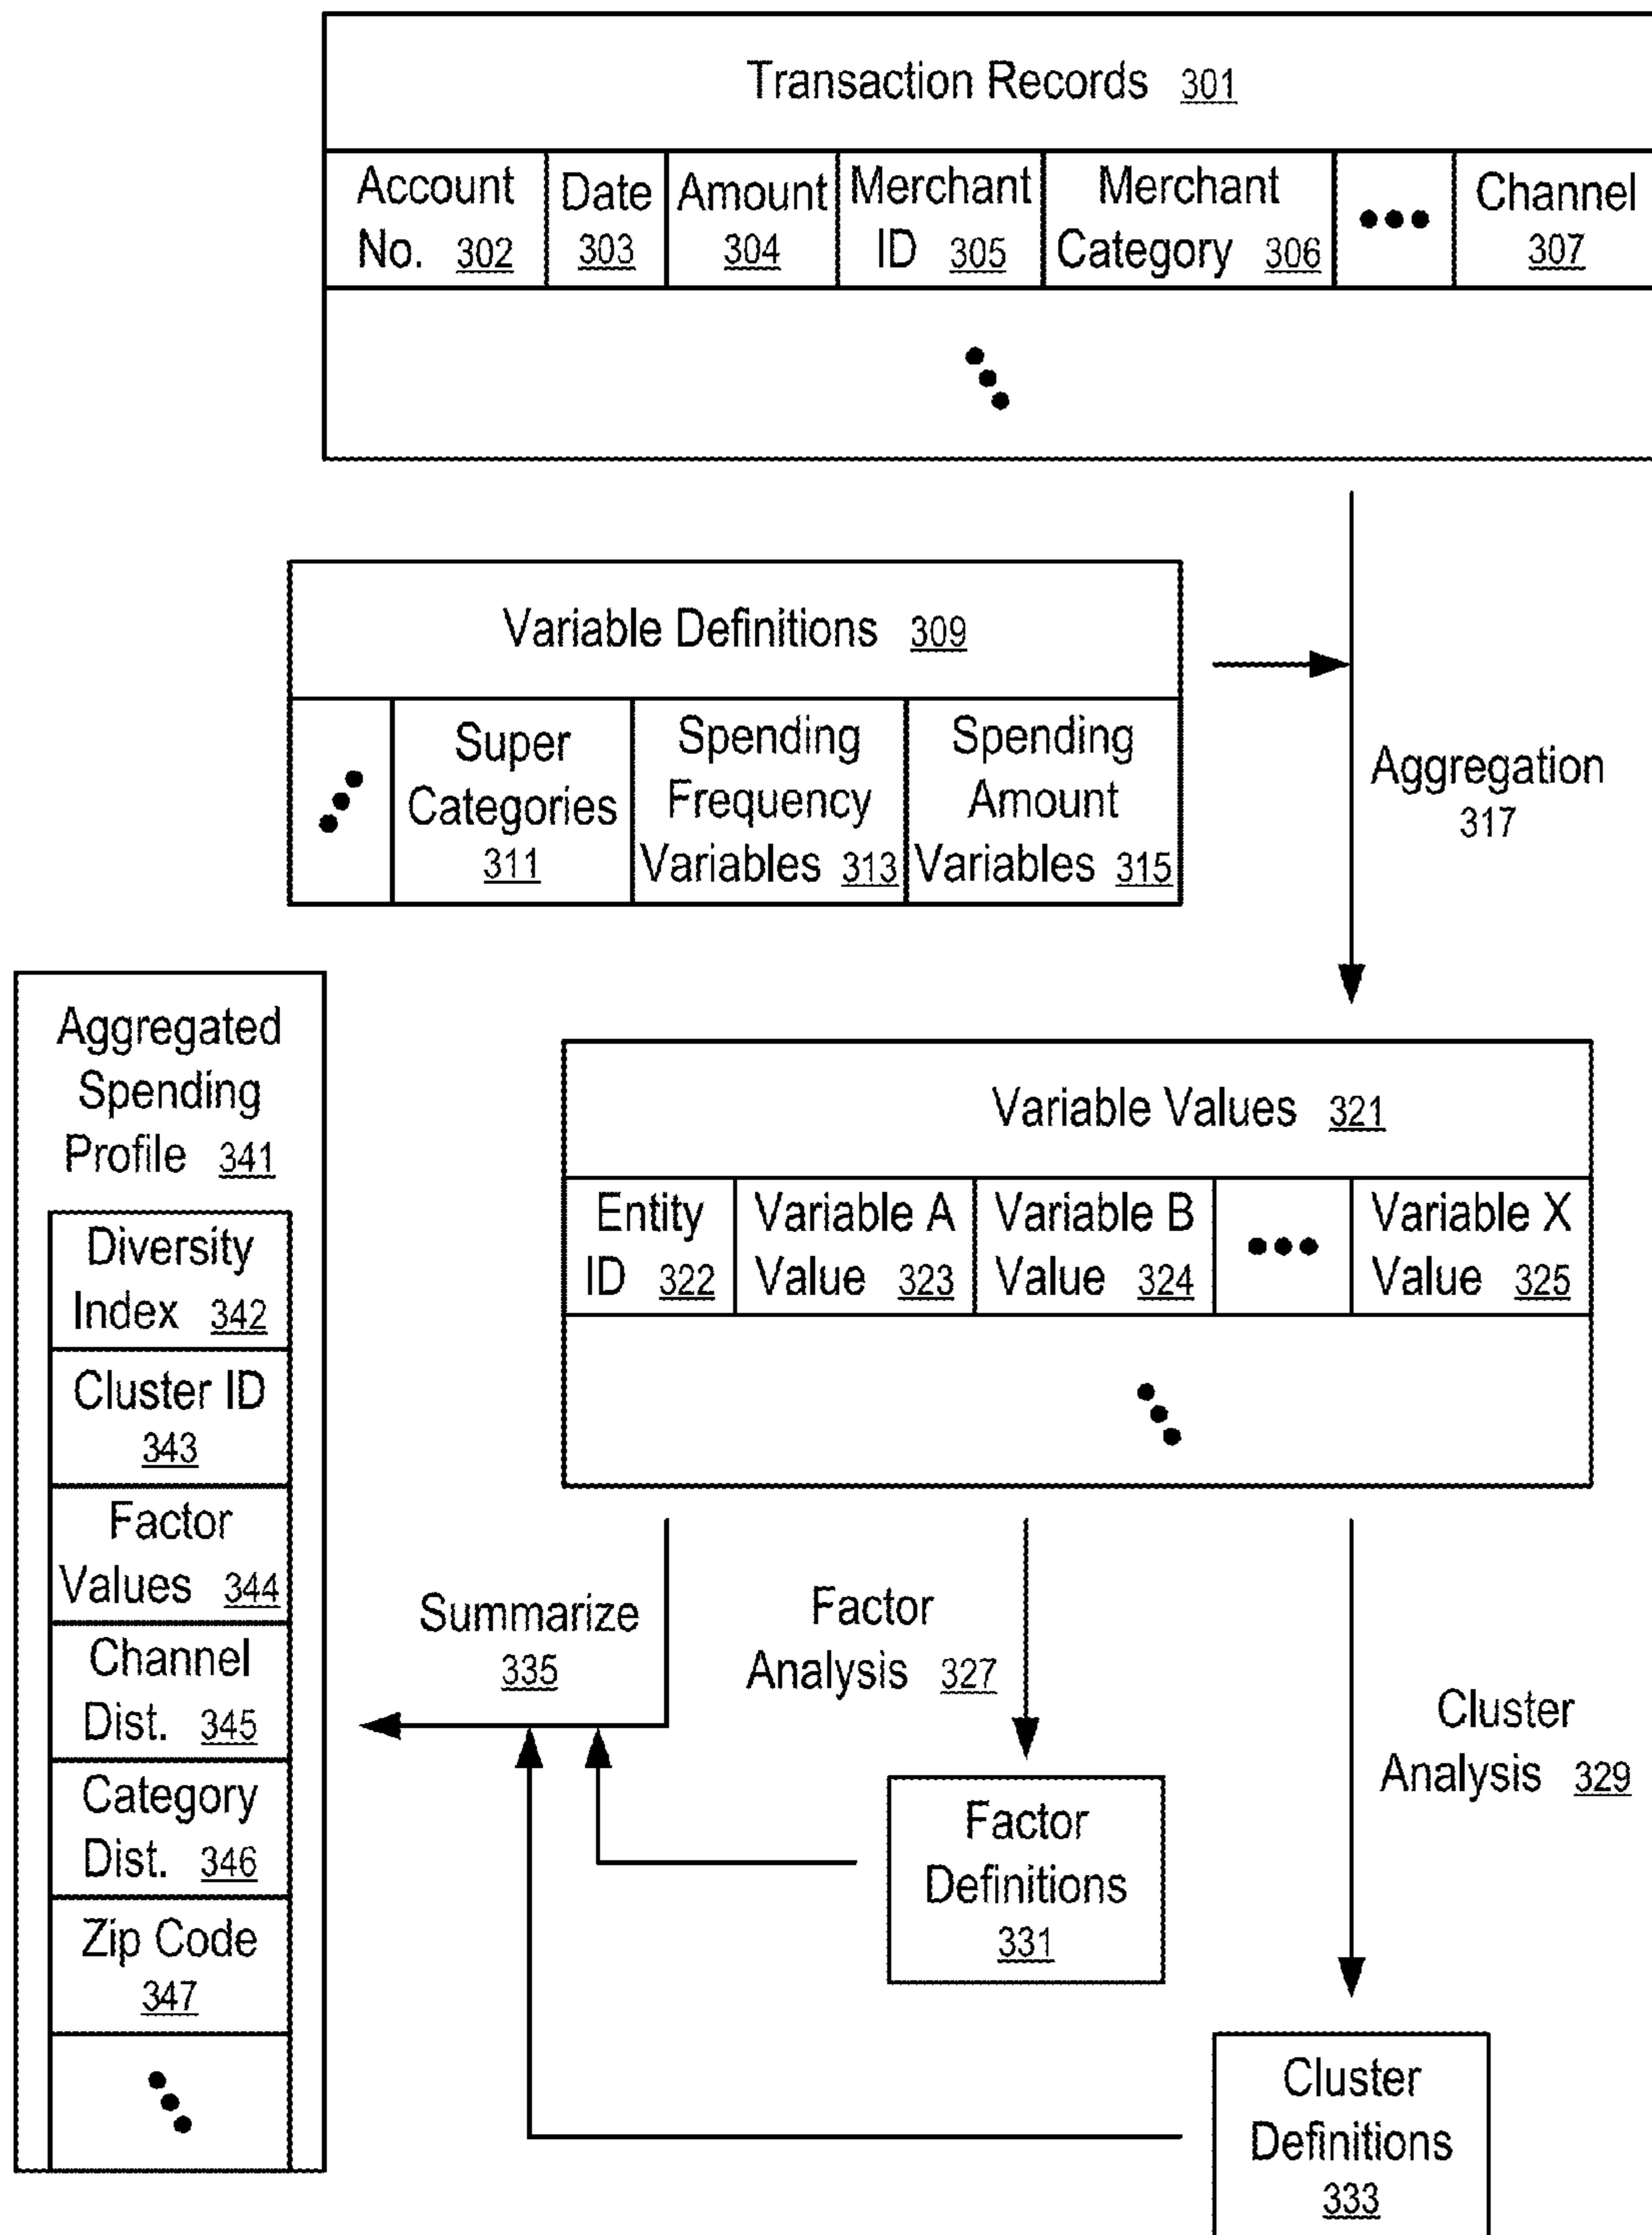 Transaction Records 301
Account No. 302
Date 303
Amount 304
Merchant ID 305
Merchant Category 306
•••
Channel 307
Variable Definitions 309
Super Categories 311
Spending Frequency Variables 313
Spending Amount Variables 315
Aggregation 317
Aggregated Spending Profile 341
Diversity Index 342
Cluster ID 343
Factor Values 344
Channel Dist. 345
Category Dist. 346
Zip Code 347
Variable Values 321
Entity ID 322
Variable A Value 323
Variable B Value 324
•••
Variable X Value 325
Summarize 335
Factor Analysis 327
Cluster Analysis 329
Factor Definitions 331
Cluster Definitions 333